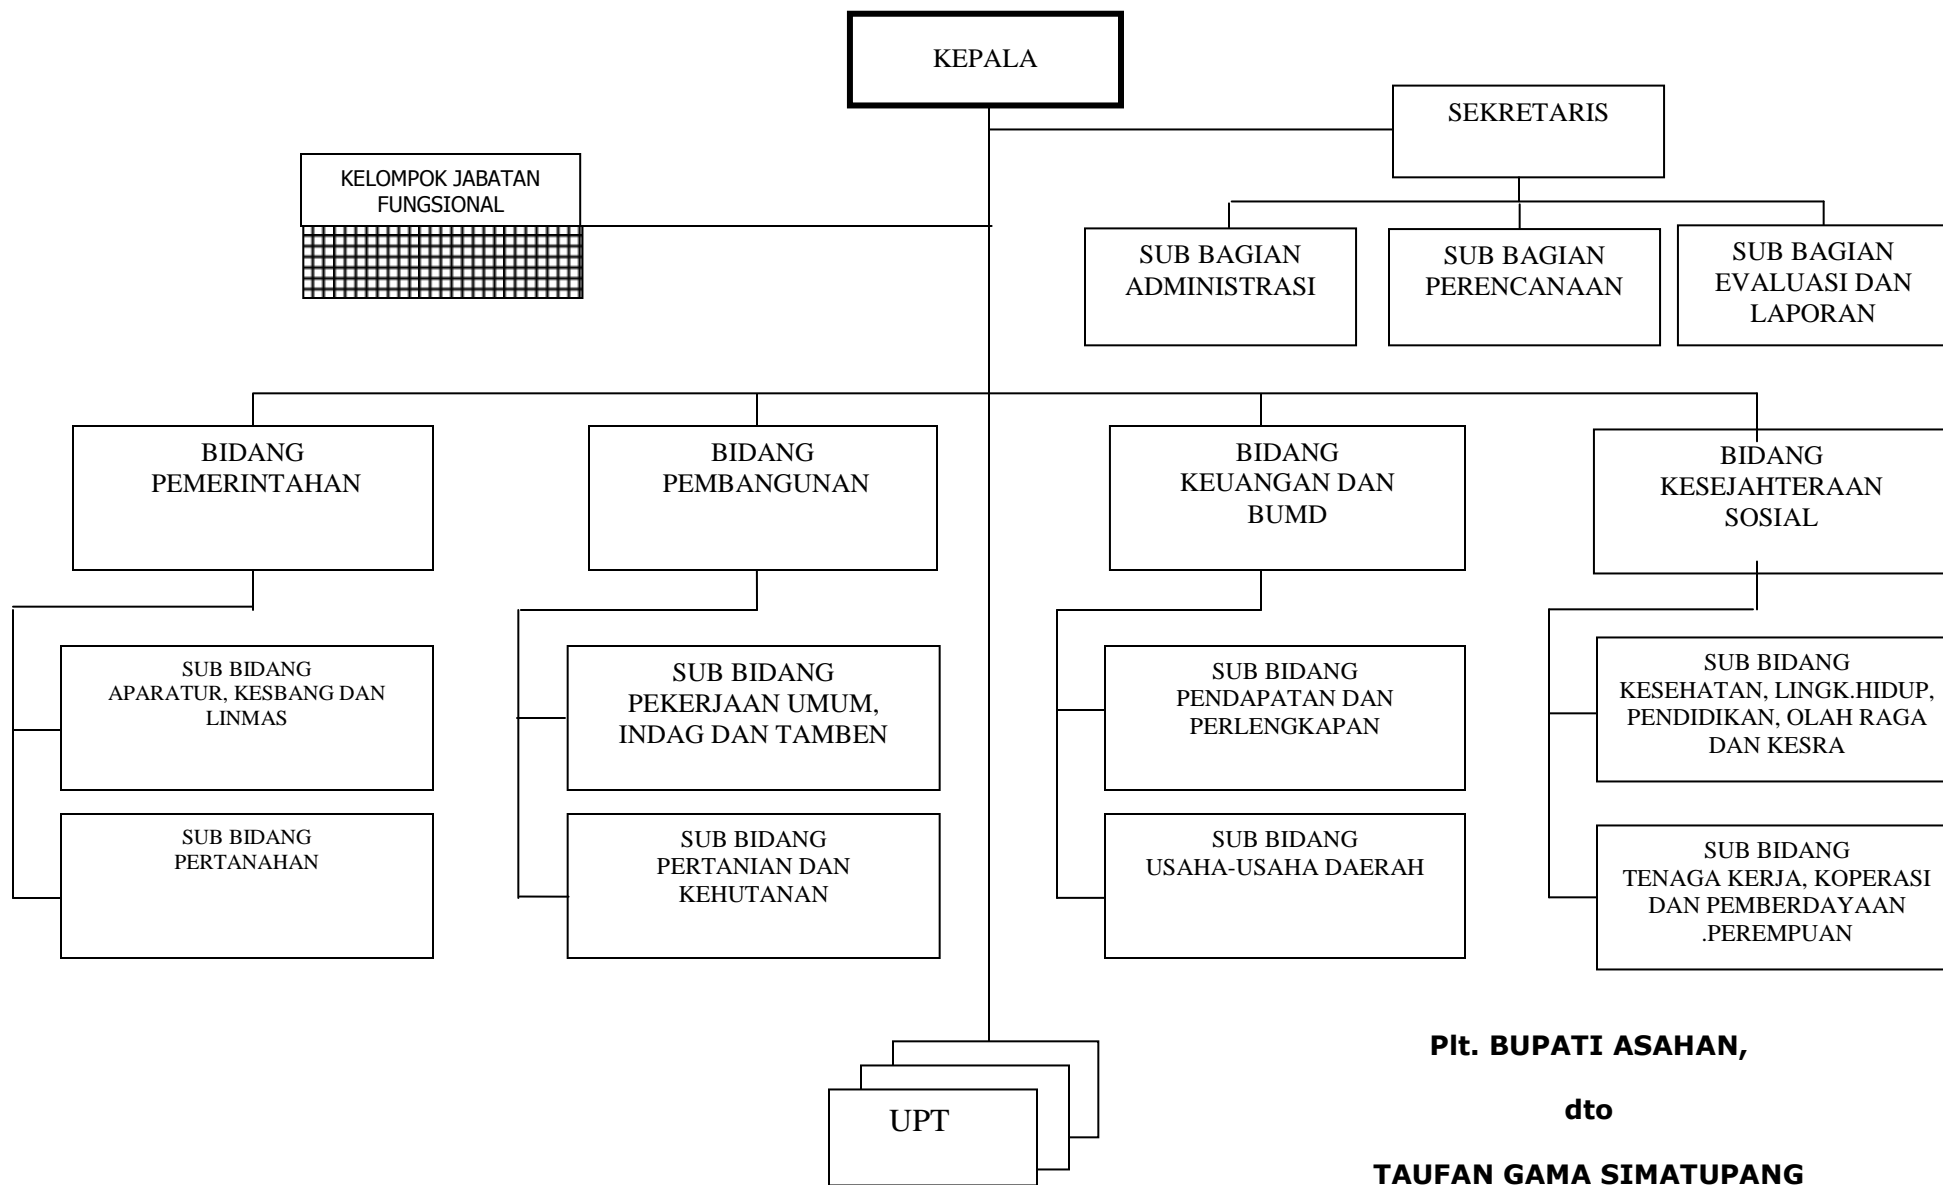 KEPALA
SEKRETARIS
KELOMPOK JABATAN
FUNGSIONAL
SUB BAGIAN
ADMINISTRASI
SUB BAGIAN
PERENCANAAN
SUB BAGIAN
EVALUASI DAN
LAPORAN
BIDANG
PEMERINTAHAN
BIDANG
PEMBANGUNAN
BIDANG
KEUANGAN DAN
BUMD
BIDANG
KESEJAHTERAAN
SOSIAL
SUB BIDANG
APARATUR, KESBANG DAN
LINMAS
SUB BIDANG
PEKERJAAN UMUM,
INDAG DAN TAMBEN
SUB BIDANG
PENDAPATAN DAN
PERLENGKAPAN
SUB BIDANG
KESEHATAN, LINGK.HIDUP,
PENDIDIKAN, OLAH RAGA
DAN KESRA
SUB BIDANG
PERTANAHAN
SUB BIDANG
PERTANIAN DAN
KEHUTANAN
SUB BIDANG
USAHA-USAHA DAERAH
SUB BIDANG
TENAGA KERJA, KOPERASI
DAN PEMBERDAYAAN
.PEREMPUAN
UPT
Plt. BUPATI ASAHAN,
dto
TAUFAN GAMA SIMATUPANG